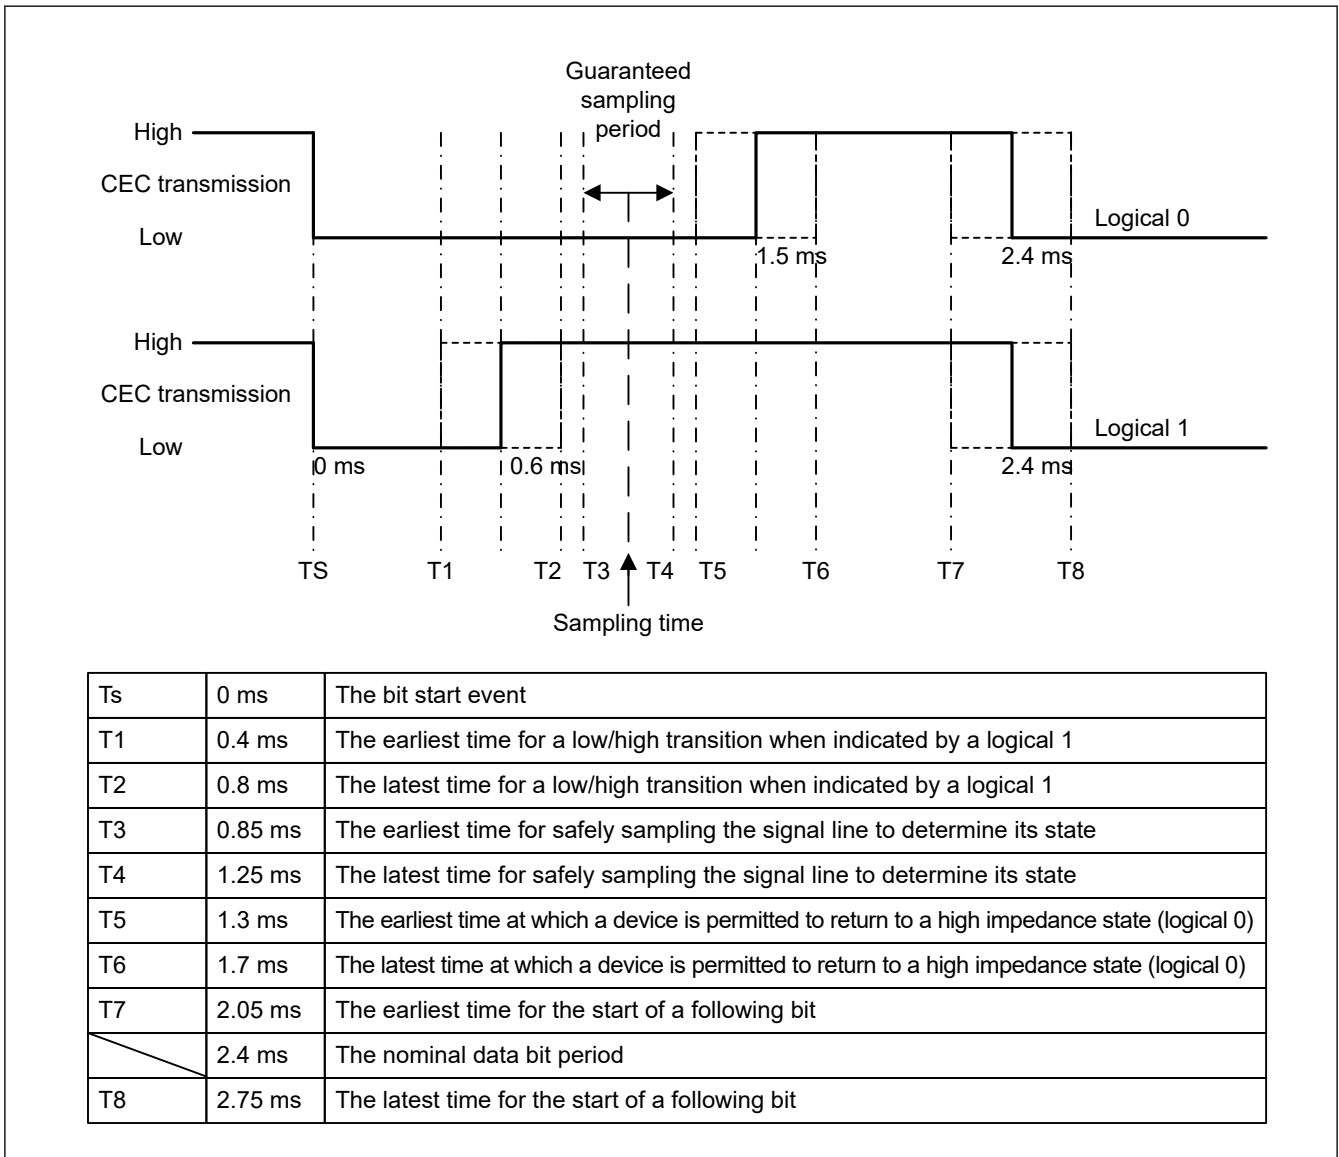 Guaranteed
sampling
period
High
CEC transmission
Low
Logical 0
1.5 ms
2.4 ms
High
CEC transmission
Low
Logical 1
0 ms
0.6 ms
2.4 ms
TS T1 T2 T3 T4 T5 T6 T7 T8
Sampling time
Ts 0 ms The bit start event
T1 0.4 ms The earliest time for a low/high transition when indicated by a logical 1
T2 0.8 ms The latest time for a low/high transition when indicated by a logical 1
T3 0.85 ms The earliest time for safely sampling the signal line to determine its state
T4 1.25 ms The latest time for safely sampling the signal line to determine its state
T5 1.3 ms The earliest time at which a device is permitted to return to a high impedance state (logical 0)
T6 1.7 ms The latest time at which a device is permitted to return to a high impedance state (logical 0)
T7 2.05 ms The earliest time for the start of a following bit
2.4 ms The nominal data bit period
T8 2.75 ms The latest time for the start of a following bit